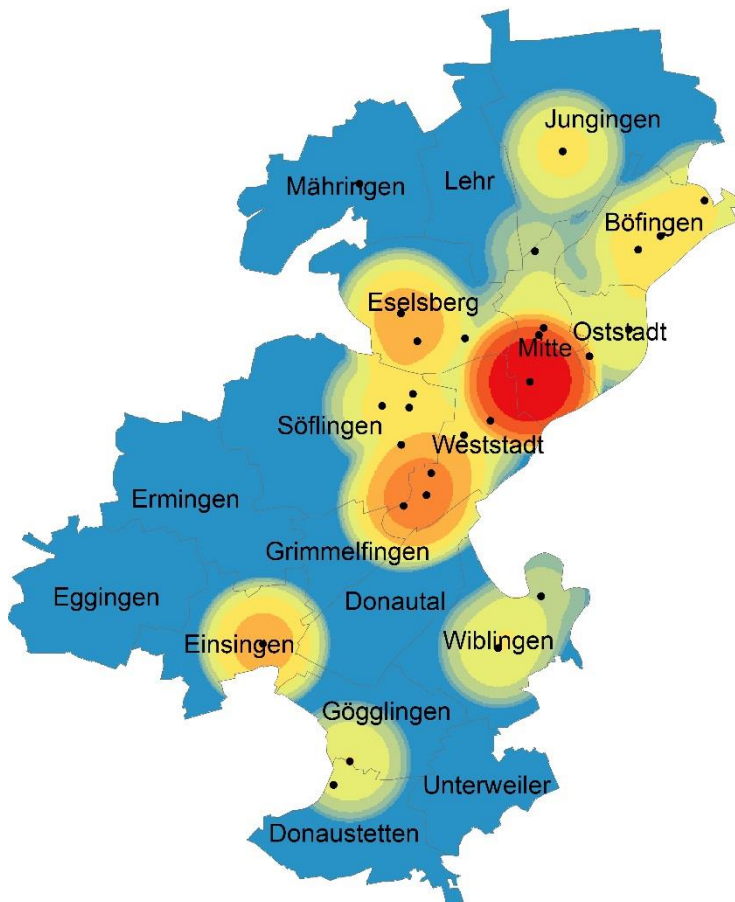 Jungingen
Mähringen
Lehr
Böfingen
Eselsberg
Oststadt
Mitte
Söflingen
Weststadt
Ermingen
Grimmelfingen
Eggingen
Donautal
Einsingen
Wiblingen
Gögglingen
Unterweiler
Donaustetten